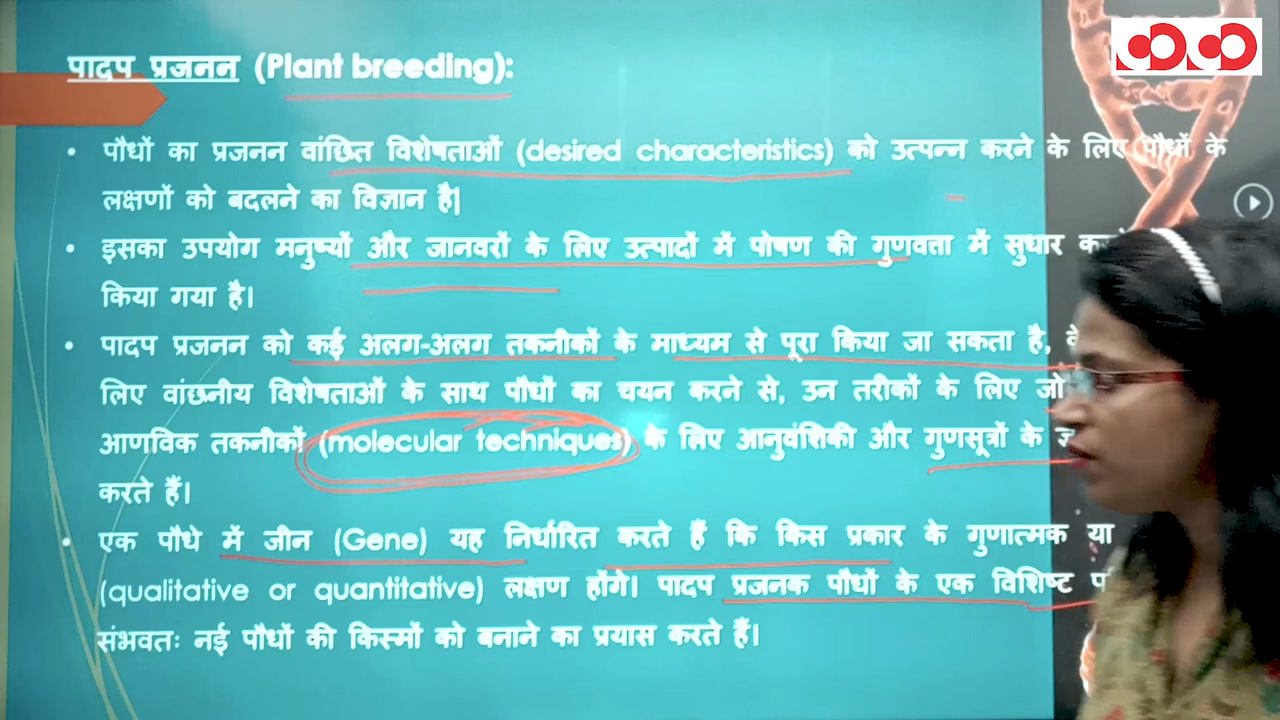 पादप प्रजनन (Plant breeding):
• पौधों का प्रजनन वांछित विशेषताओं (desired characteristics) को उत्पन्न करने के लिए पौधों के
लक्षणों को बदलने का विज्ञान है|
• इसका उपयोग मनुष्यों और जानवरों के लिए उत्पादों में पोषण की गुणवत्ता में सुधार
किया गया है।
• पादप प्रजनन को कई अलग-अलग तकनीकों के माध्यम से पूरा किया जा सकता है,
लिए वांछनीय विशेषताओं के साथ पौधों का चयन करने से, उन तरीकों के लिए जो
आणविक तकनीकों (molecular techniques) के लिए आनुवंशिकी और गुणसूत्रों के
करते हैं।
• एक पौधे में जीन (Gene) यह निर्धारित करते हैं कि किस प्रकार के गुणात्मक या
(qualitative or quantitative) लक्षण होंगे। पादप प्रजनक पौधों के एक विशिष्ट
संभवतः नई पौधों की किस्मों को बनाने का प्रयास करते हैं।